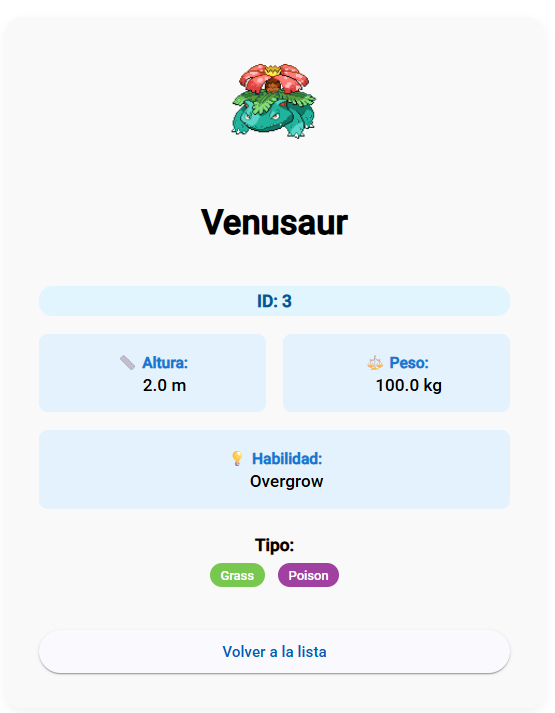 Venusaur
ID: 3
Altura:
2.0 m
Peso:
100.0 kg
Habilidad:
Overgrow
Tipo:
Grass
Poison
Volver a la lista